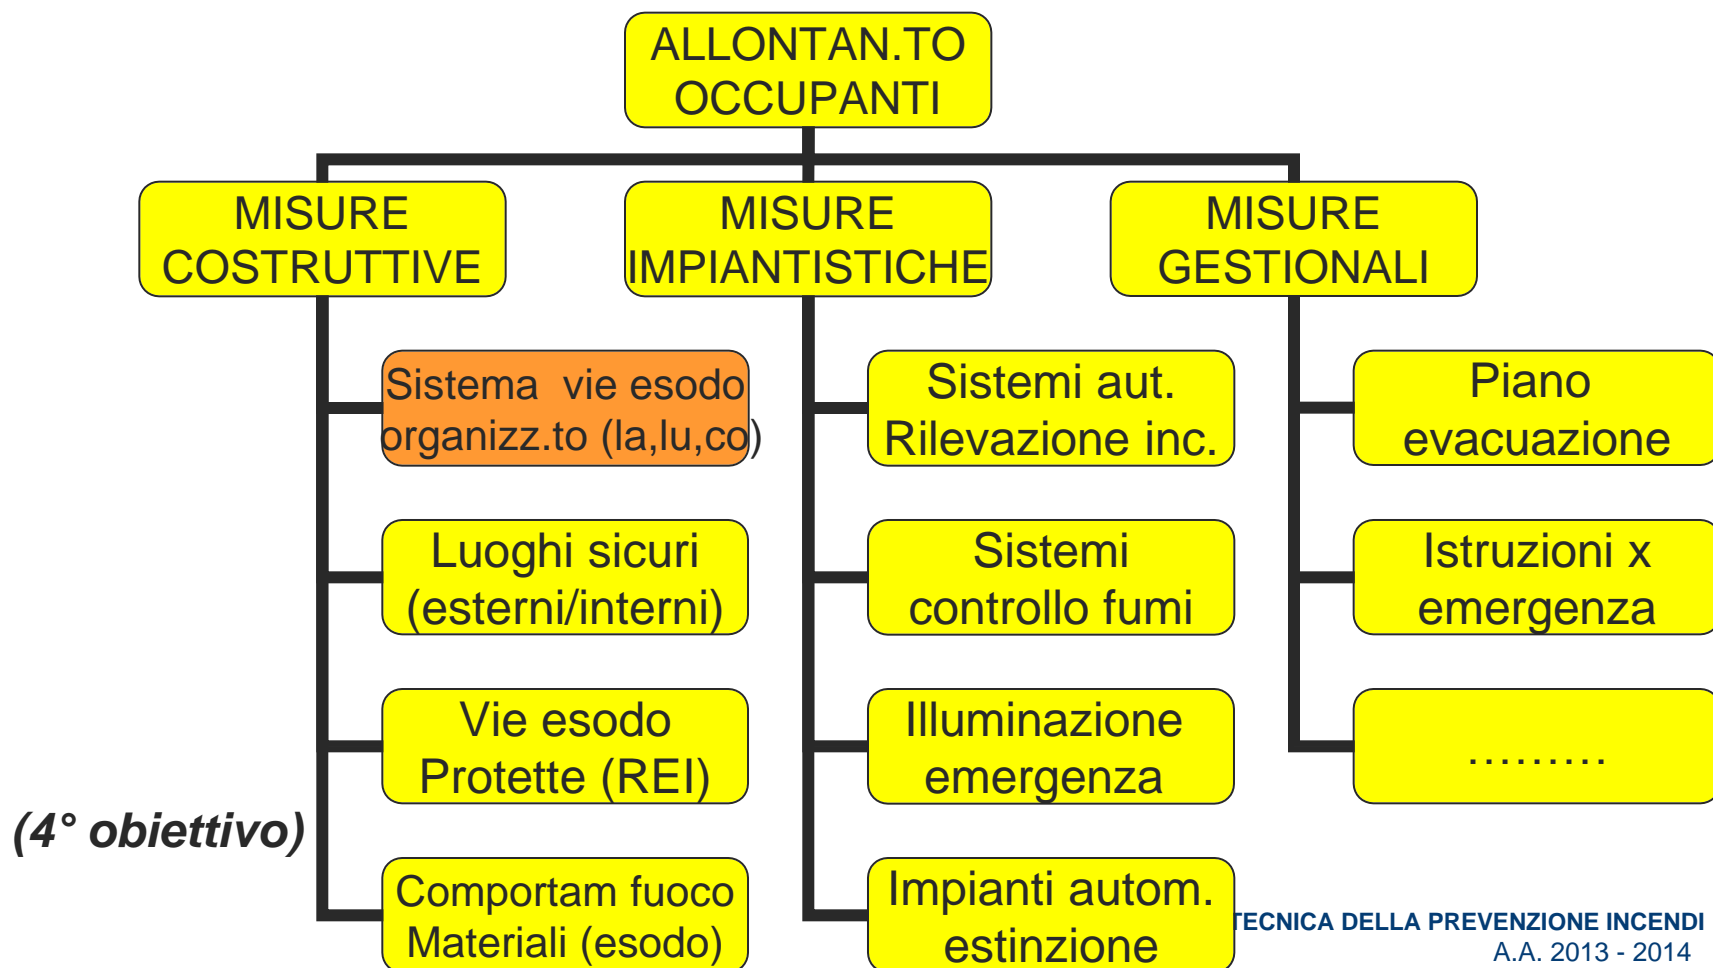 ALLONTAN.TO
OCCUPANTI
MISURE
COSTRUTTIVE
MISURE
IMPIANTISTICHE
MISURE
GESTIONALI
Sistema vie esodo
organizz.to (la,lu,co)
Luoghi sicuri
(esterni/interni)
Vie esodo
Protette (REI)
Comportam fuoco
Materiali (esodo)
Sistemi aut.
Rilevazione inc.
Sistemi
controllo fumi
Illuminazione
emergenza
Impianti autom.
estinzione
Piano
evacuazione
Istruzioni x
emergenza
.........
(4° obiettivo)
TECNICA DELLA PREVENZIONE INCENDI
A.A. 2013 - 2014